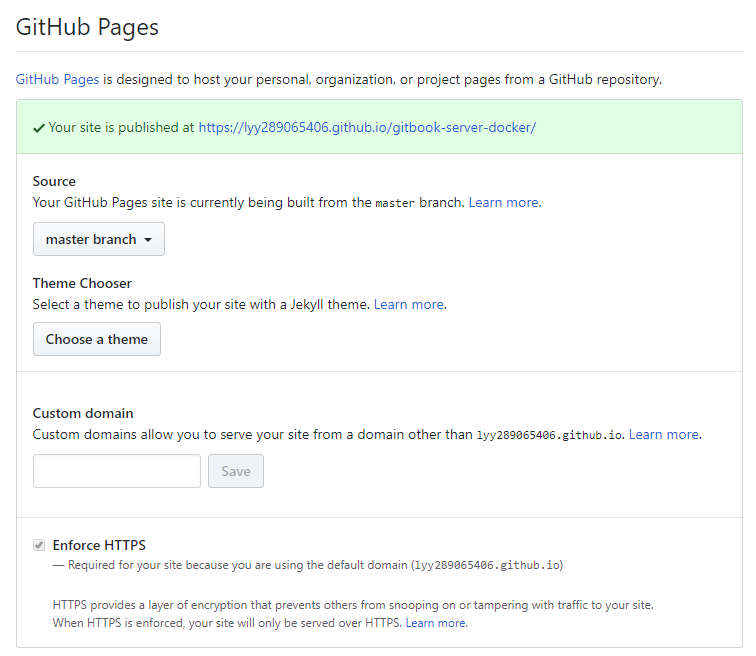 GitHub Pages
GitHub Pages is designed to host your personal, organization, or project pages from a GitHub repository.
Your site is published at https://lyy289065406.github.io/gitbook-server-docker/
Source
Your GitHub Pages site is currently being built from the master branch. Learn more.
master branch
Theme Chooser
Select a theme to publish your site with a Jekyll theme. Learn more.
Choose a theme
Custom domain
Custom domains allow you to serve your site from a domain other than lyy289065406.github.io. Learn more.
Save
Enforce HTTPS
— Required for your site because you are using the default domain (lyy289065406.github.io)
HTTPS provides a layer of encryption that prevents others from snooping on or tampering with traffic to your site.
When HTTPS is enforced, your site will only be served over HTTPS. Learn more.